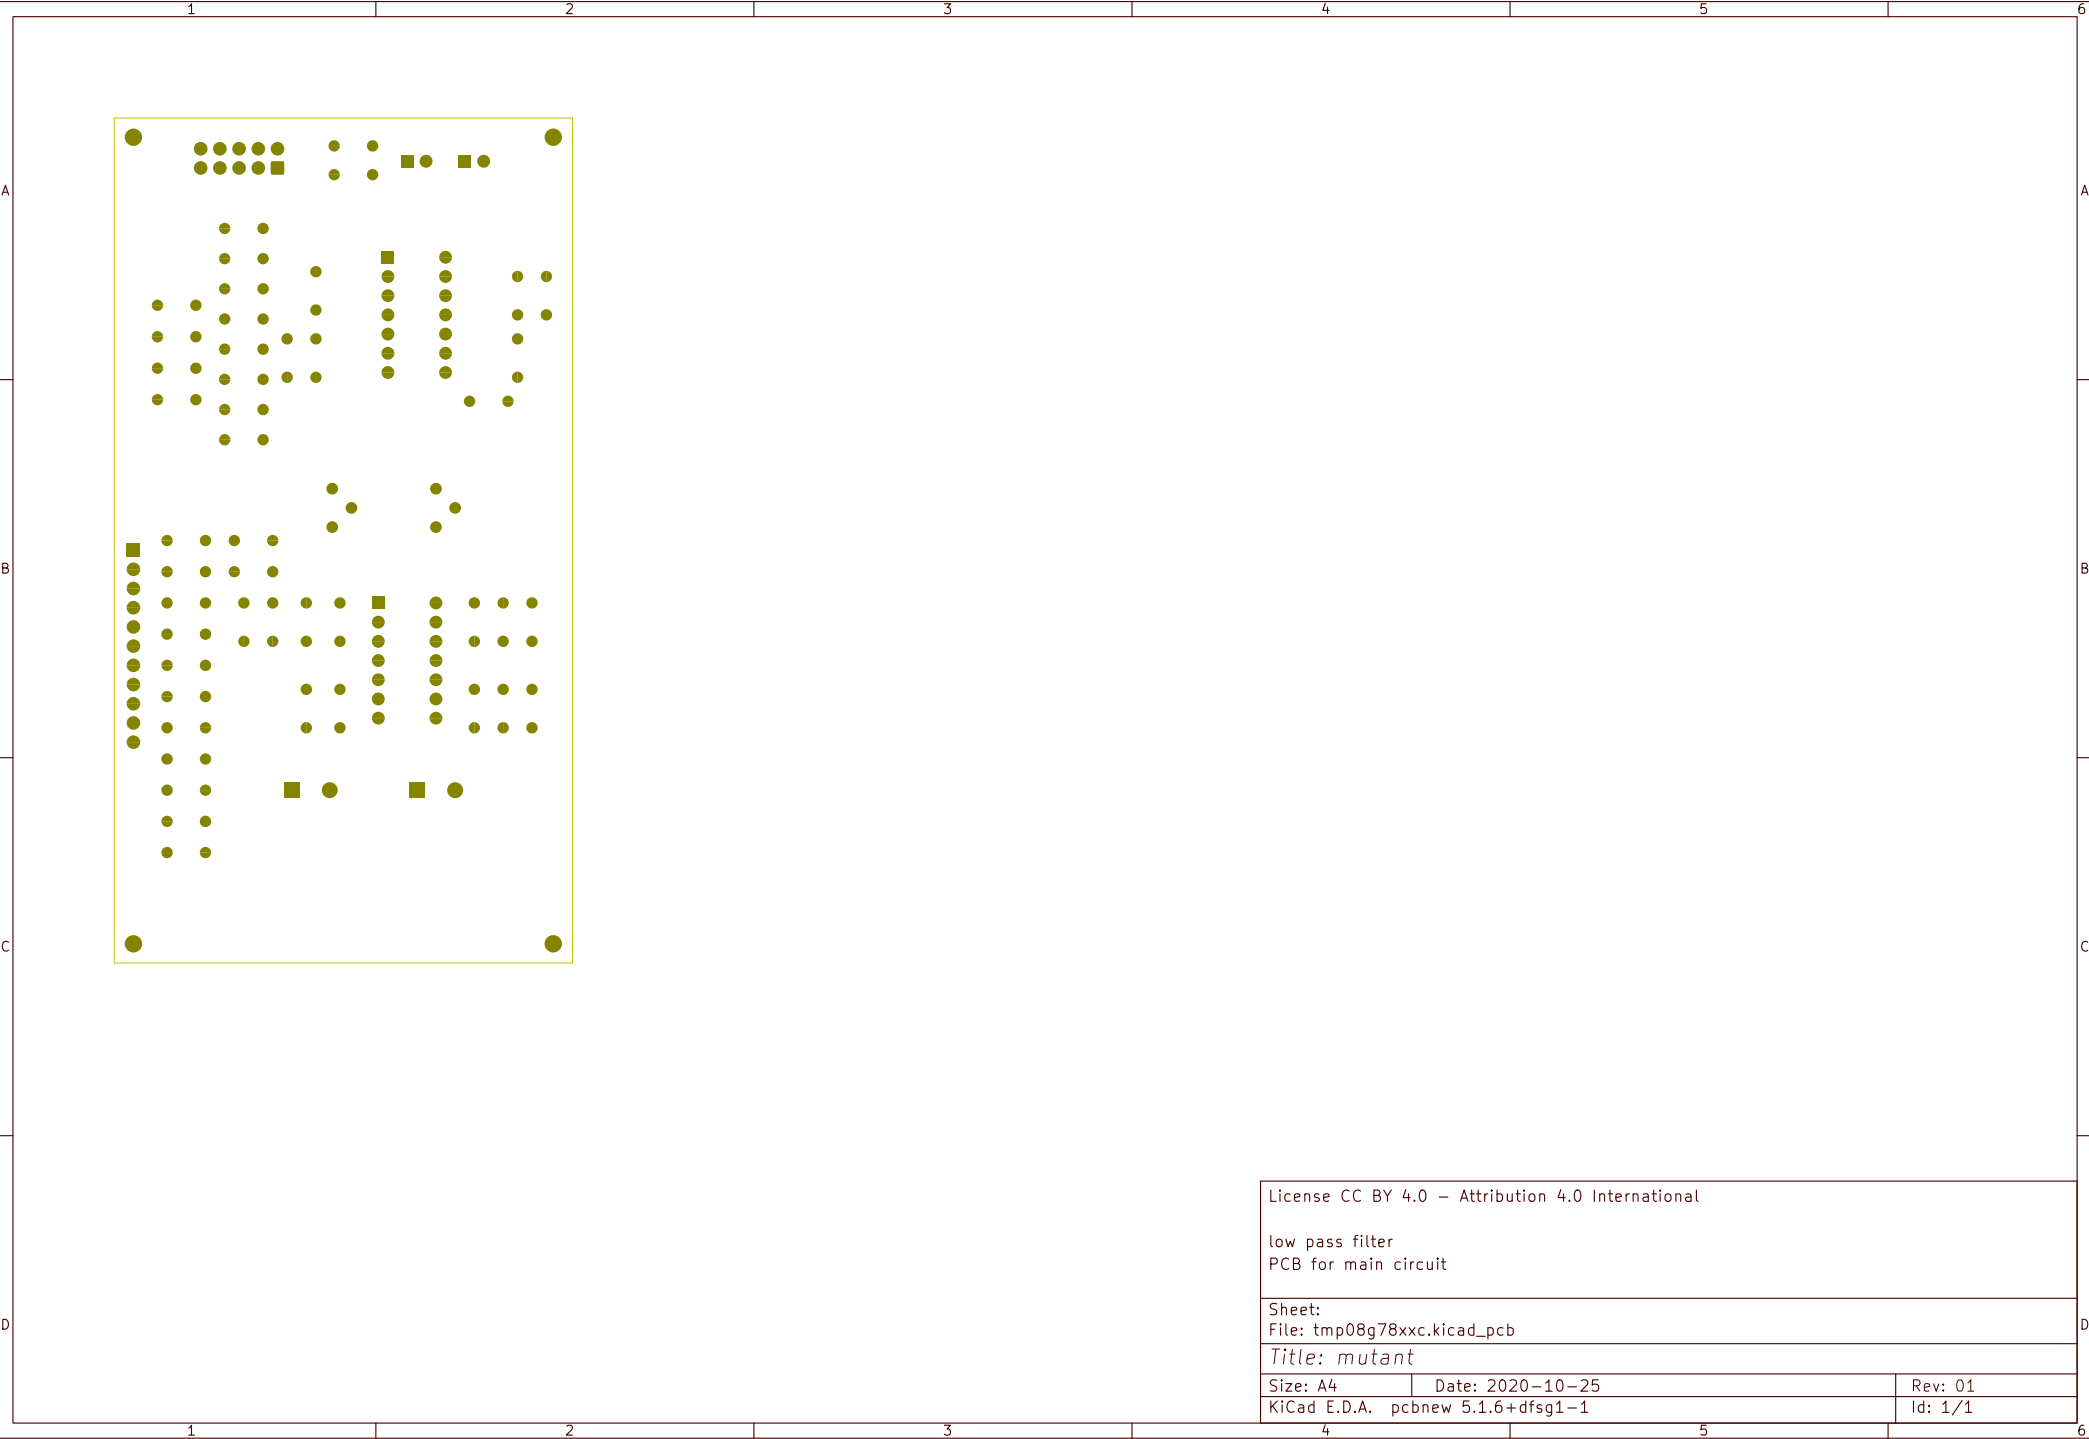 1 2 3 4 5 6
A A
B B
C C
License CC BY 4.0 - Attribution 4.0 International
low pass filter
PCB for main circuit
Sheet:
D D
File: tmp08g78xxc.kicad_pcb
Title: mutant
Size: A4 Date: 2020-10-25 Rev: 01
KiCad E.D.A. pcbnew 5.1.6+dfsg1-1 Id: 1/1
1 2 3 4 5 6